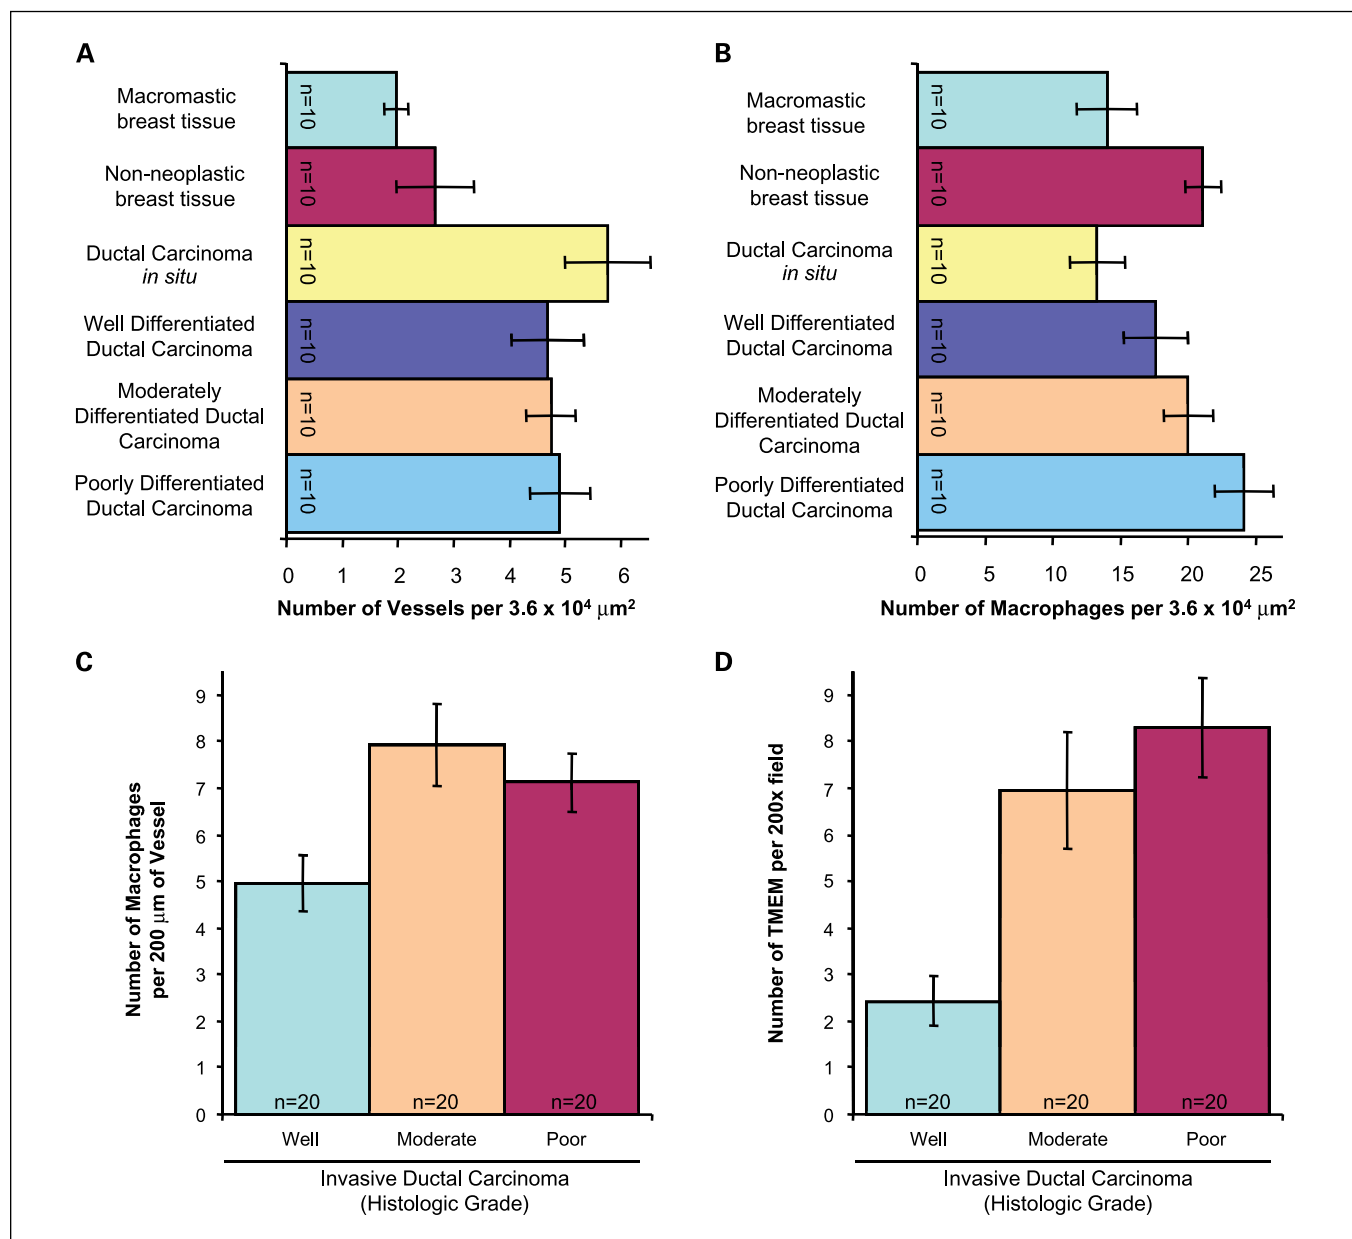 A
Macromastic
breast tissue
n=10
Non-neoplastic
breast tissue
n=10
Ductal Carcinoma
in situ
n=10
Well Differentiated
Ductal Carcinoma
n=10
Moderately
Differentiated Ductal
Carcinoma
n=10
Poorly Differentiated
Ductal Carcinoma
n=10
0 1 2 3 4 5 6
Number of Vessels per 3.6 x 10⁴ µm²
B
Macromastic
breast tissue
n=10
Non-neoplastic
breast tissue
n=10
Ductal Carcinoma
in situ
n=10
Well Differentiated
Ductal Carcinoma
n=10
Moderately
Differentiated Ductal
Carcinoma
n=10
Poorly Differentiated
Ductal Carcinoma
n=10
0 5 10 15 20 25
Number of Macrophages per 3.6 x 10⁴ µm²
C
Number of Macrophages
per 200 µm of Vessel
9
8
7
6
5
4
3
2
1
0
n=20 n=20 n=20
Well Moderate Poor
Invasive Ductal Carcinoma
(Histologic Grade)
D
Number of TMEM per 200x field
9
8
7
6
5
4
3
2
1
0
n=20 n=20 n=20
Well Moderate Poor
Invasive Ductal Carcinoma
(Histologic Grade)